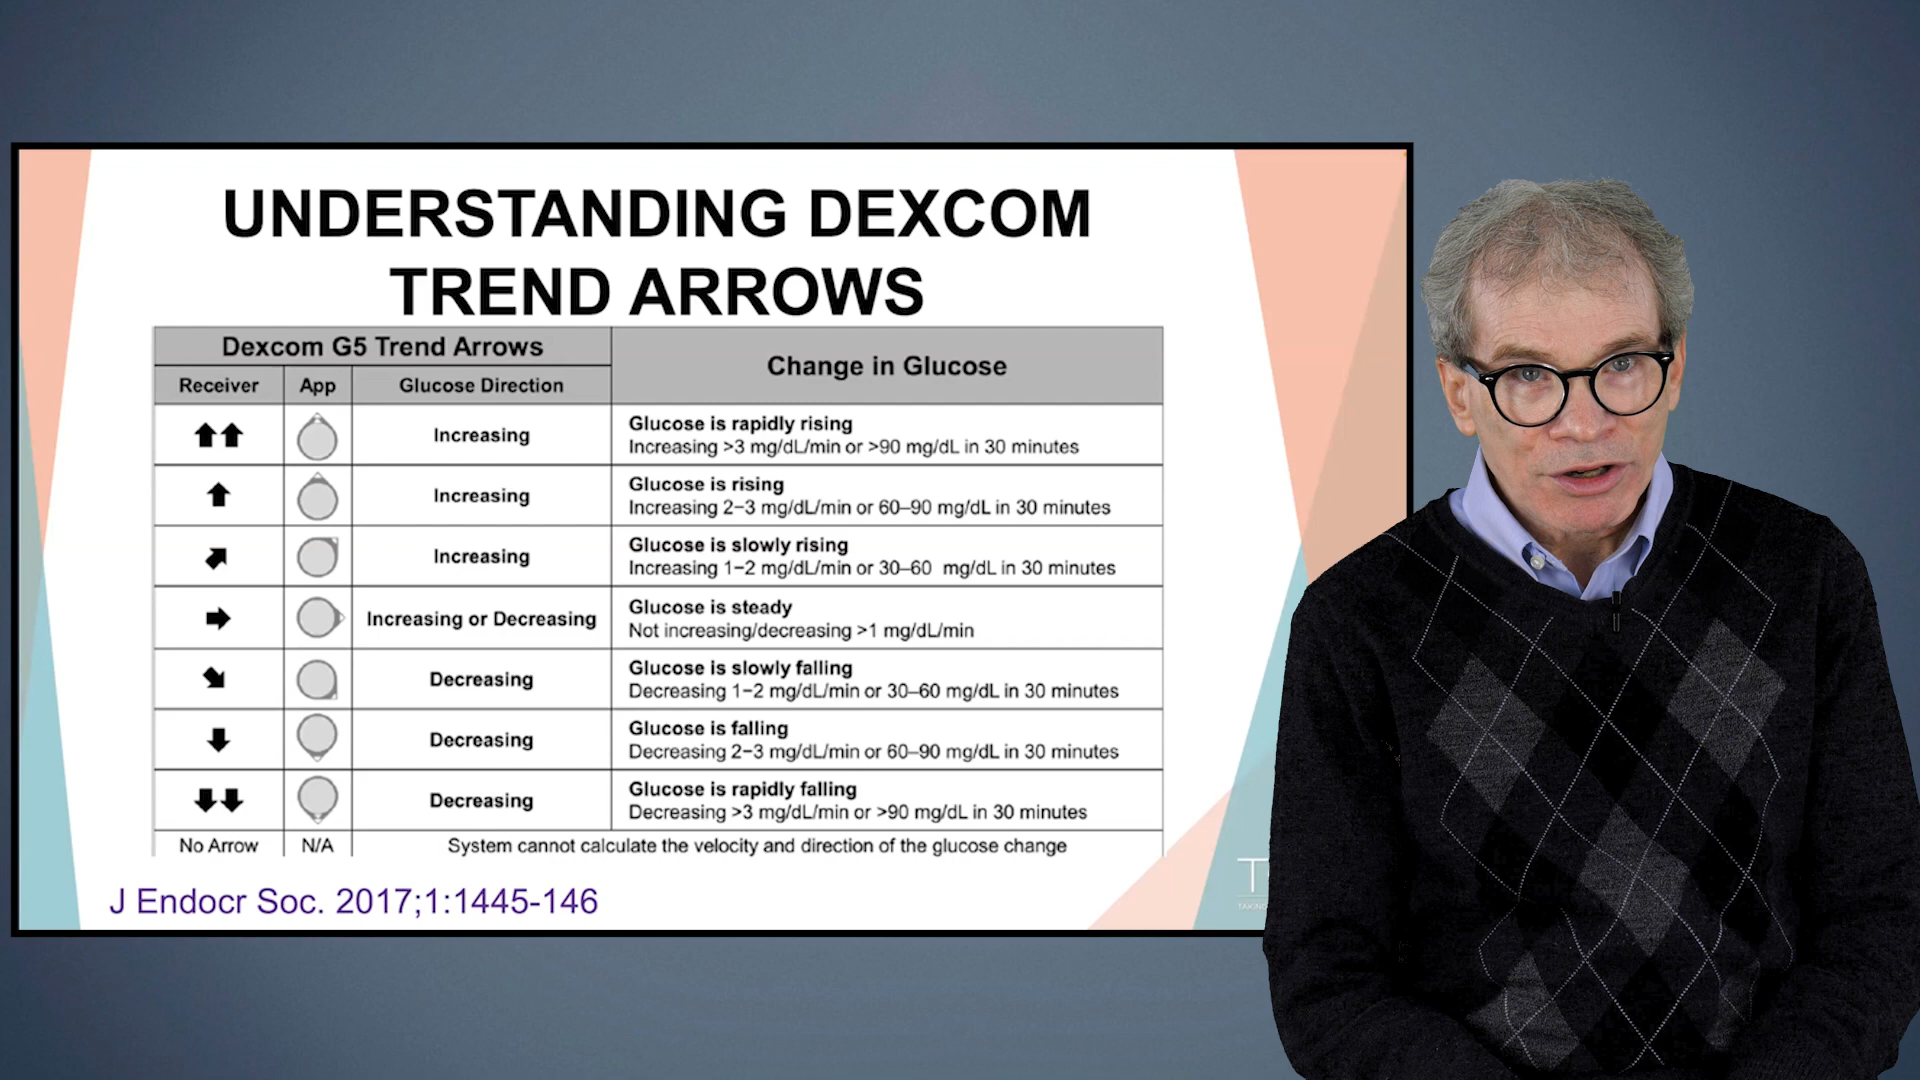 UNDERSTANDING DEXCOM
TREND ARROWS
Dexcom G5 Trend Arrows
Change in Glucose
Receiver App Glucose Direction
Increasing
Glucose is rapidly rising
Increasing >3 mg/dL/min or >90 mg/dL in 30 minutes
Increasing
Glucose is rising
Increasing 2–3 mg/dL/min or 60–90 mg/dL in 30 minutes
Increasing
Glucose is slowly rising
Increasing 1–2 mg/dL/min or 30–60 mg/dL in 30 minutes
Increasing or Decreasing
Glucose is steady
Not increasing/decreasing >1 mg/dL/min
Decreasing
Glucose is slowly falling
Decreasing 1–2 mg/dL/min or 30–60 mg/dL in 30 minutes
Decreasing
Glucose is falling
Decreasing 2–3 mg/dL/min or 60–90 mg/dL in 30 minutes
Decreasing
Glucose is rapidly falling
Decreasing >3 mg/dL/min or >90 mg/dL in 30 minutes
No Arrow N/A System cannot calculate the velocity and direction of the glucose change
J Endocr Soc. 2017;1:1445-146